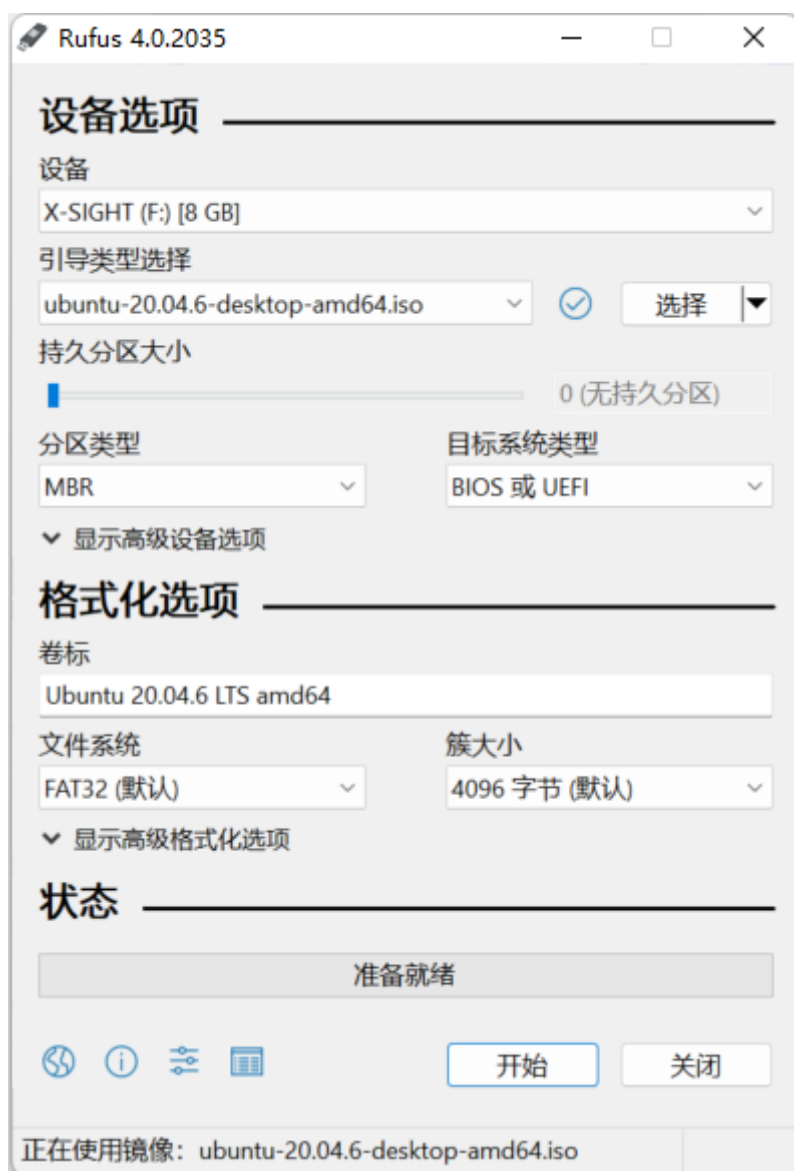 Rufus 4.0.2035
设备选项
设备
X-SIGHT (F:) [8 GB]
引导类型选择
ubuntu-20.04.6-desktop-amd64.iso 选择
持久分区大小
0 (无持久分区)
分区类型 目标系统类型
MBR BIOS 或 UEFI
显示高级设备选项
格式化选项
卷标
Ubuntu 20.04.6 LTS amd64
文件系统 簇大小
FAT32 (默认) 4096 字节 (默认)
显示高级格式化选项
状态
准备就绪
开始 关闭
正在使用镜像：ubuntu-20.04.6-desktop-amd64.iso